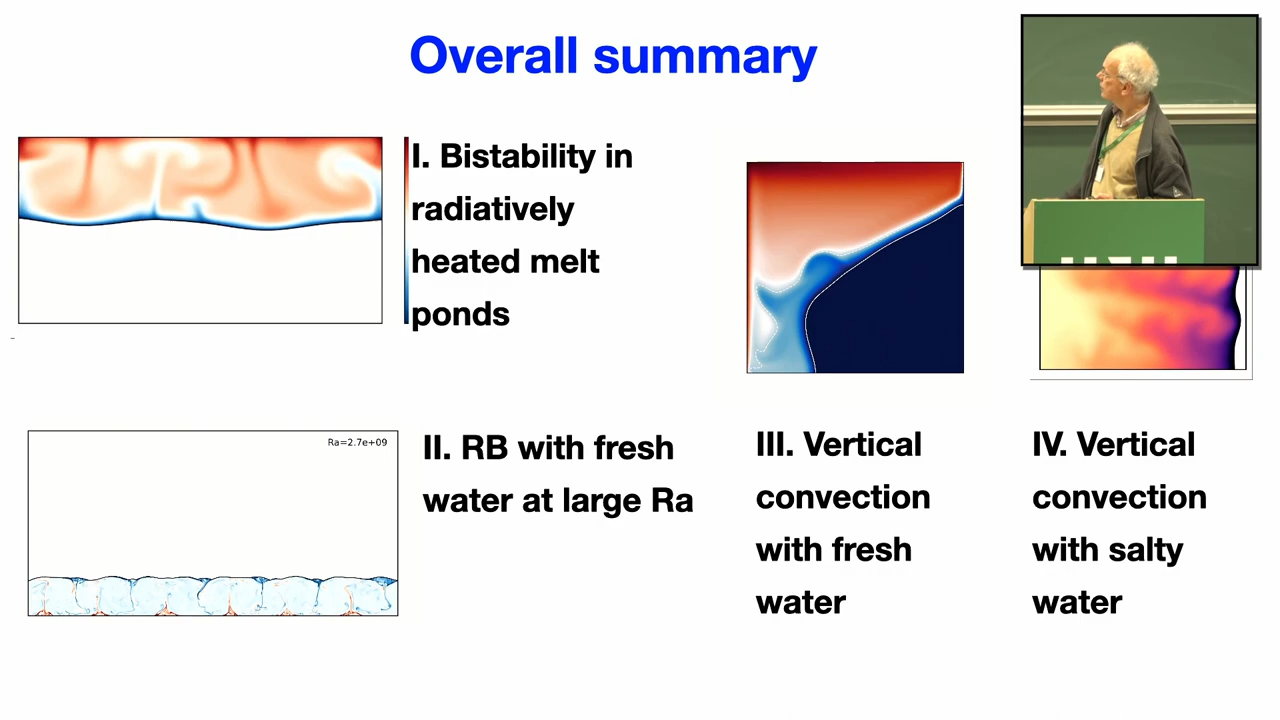 Overall summary
I. Bistability in
radiatively
heated melt
ponds
Ra=2.7e+09
II. RB with fresh
water at large Ra
III. Vertical
convection
with fresh
water
IV. Vertical
convection
with salty
water